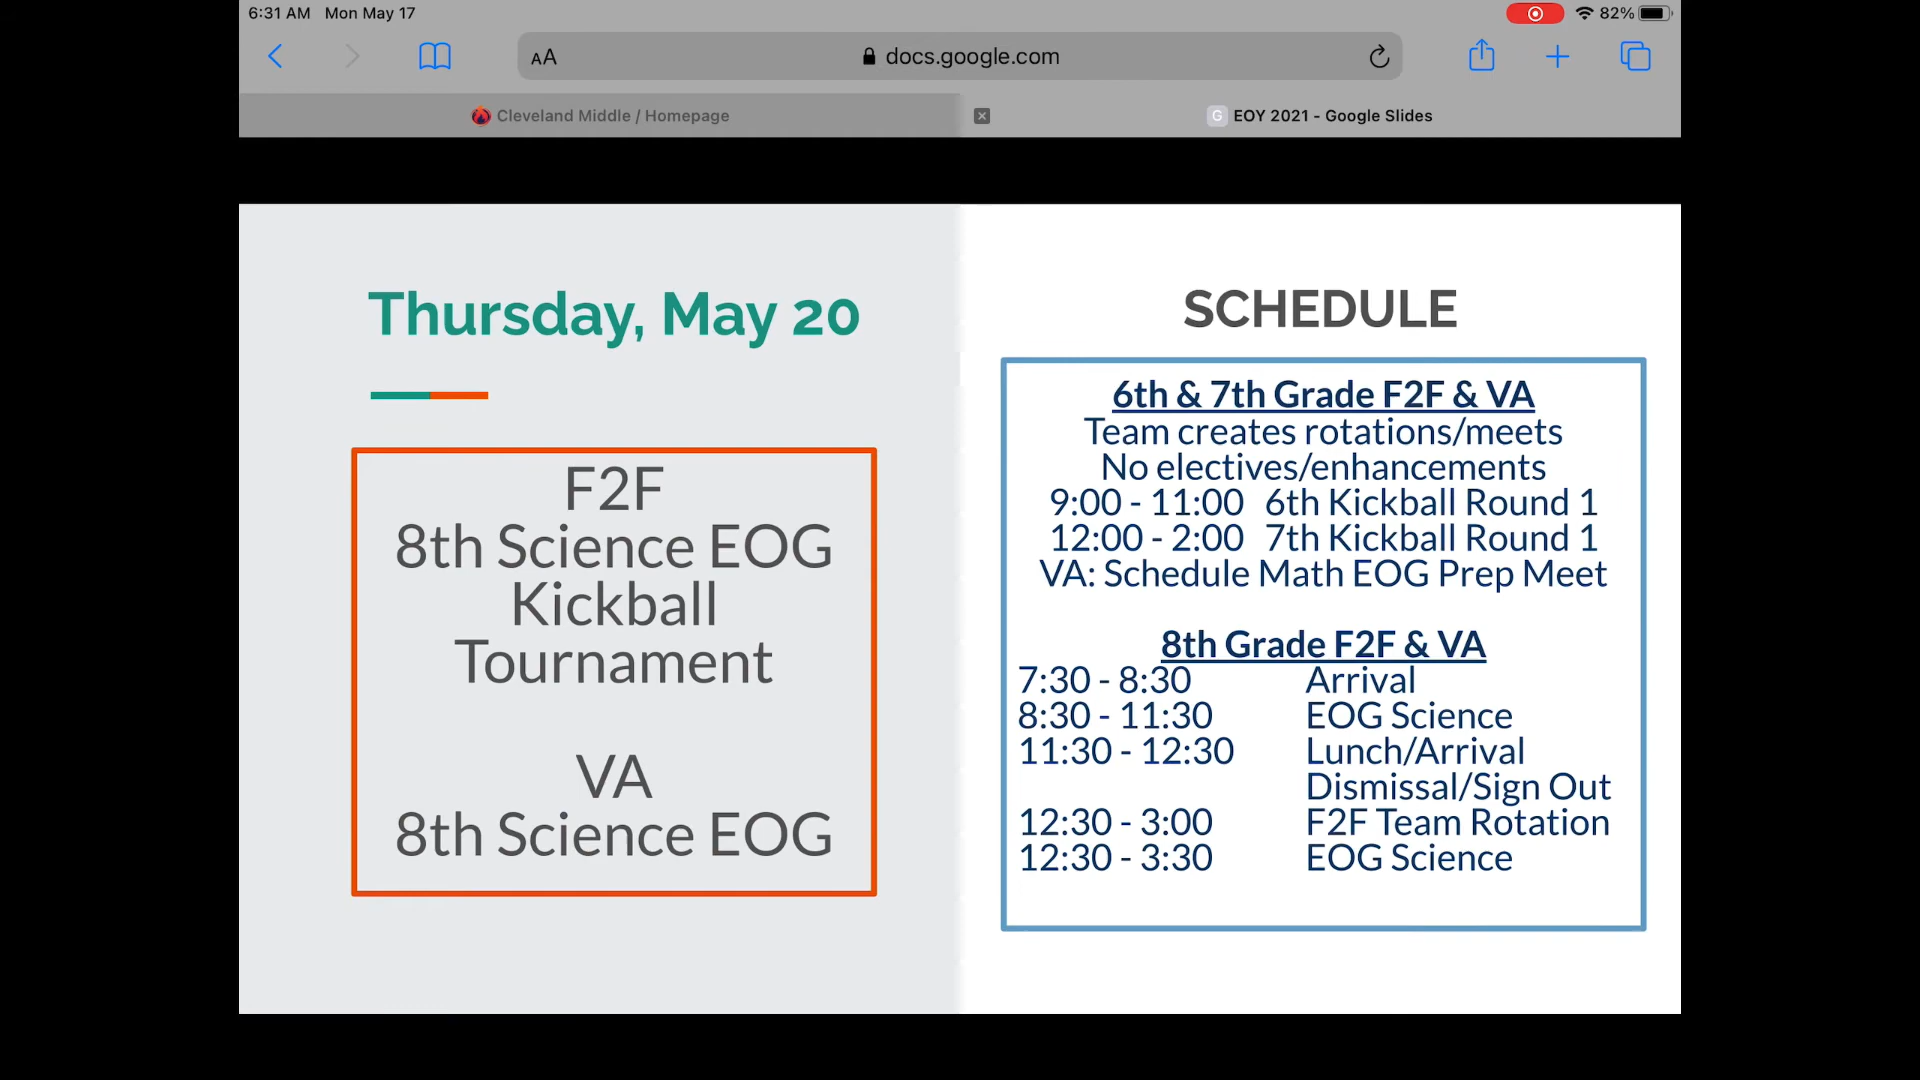 6:31 AM Mon May 17
82%
AA
docs.google.com
Cleveland Middle / Homepage
G EOY 2021 - Google Slides
Thursday, May 20
F2F
8th Science EOG
Kickball
Tournament
VA
8th Science EOG
SCHEDULE
6th & 7th Grade F2F & VA
Team creates rotations/meets
No electives/enhancements
9:00 - 11:00 6th Kickball Round 1
12:00 - 2:00 7th Kickball Round 1
VA: Schedule Math EOG Prep Meet
8th Grade F2F & VA
7:30 - 8:30 Arrival
8:30 - 11:30 EOG Science
11:30 - 12:30 Lunch/Arrival
Dismissal/Sign Out
12:30 - 3:00 F2F Team Rotation
12:30 - 3:30 EOG Science